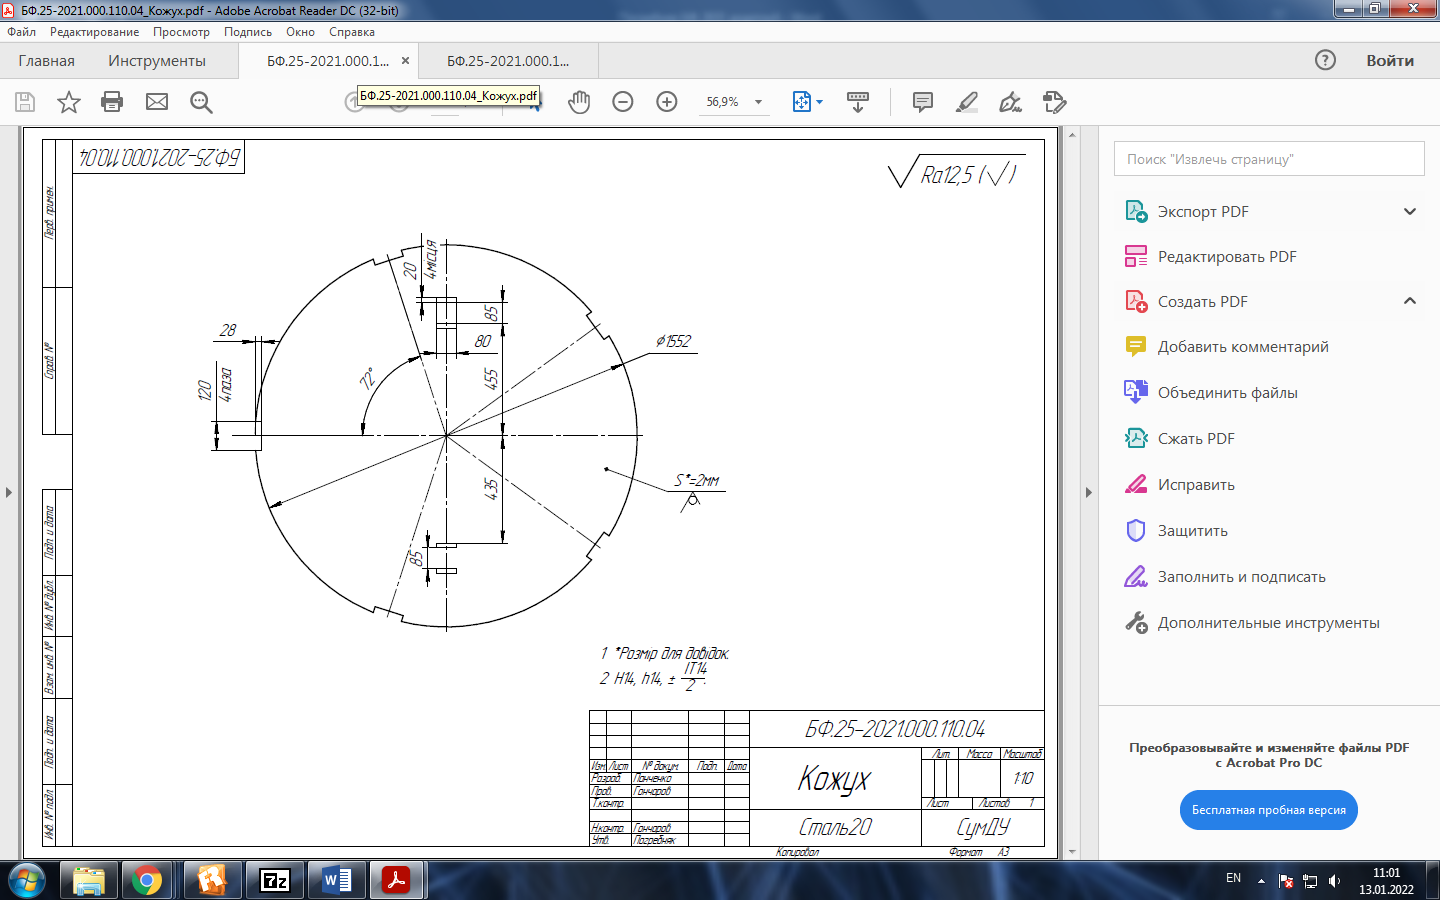 БФ.25-2021.000.110.04_Кожух.pdf - Adobe Acrobat Reader DC (32-bit)
Файл Редактирование Просмотр Подпись Окно Справка
Главная Инструменты БФ.25-2021.000.1... × БФ.25-2021.000.1... Войти
56,9%
БФ.25-2021.000.110.04_Кожух.pdf
БФ.25-2021.000.110.04
Перв. примен.
Справ. №
Подп. и дата
Инв. № дубл.
Взам. инв. №
Подп. и дата
Инв. № подл.
√Ra12,5 (√)
20
4місця
85
28
80
⌀1552
120
4паза
72°
455
435
S*=2мм
85
1 *Розмір для довідок.
2 H14, h14, ± IT14/2.
БФ.25-2021.000.110.04
Изм. Лист № докум. Подп. Дата
Разраб. Панченко
Пров. Гончаров
Т.контр.
Н.контр. Гончаров
Утв. Погребняк
Кожух
Лит. Масса Масштаб
1:10
Лист Листов 1
Сталь20
СумДУ
Копировал Формат А3
Поиск "Извлечь страницу"
Экспорт PDF
Редактировать PDF
Создать PDF
Добавить комментарий
Объединить файлы
Сжать PDF
Исправить
Защитить
Заполнить и подписать
Дополнительные инструменты
Преобразовывайте и изменяйте файлы PDF
с Acrobat Pro DC
Бесплатная пробная версия
7z
W
EN
11:01
13.01.2022